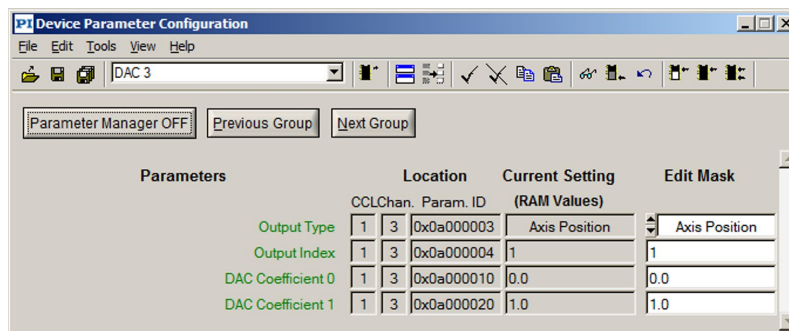 PI Device Parameter Configuration
File Edit Tools View Help
DAC 3
Parameter Manager OFF Previous Group Next Group
Parameters Location Current Setting Edit Mask
CCL Chan. Param. ID (RAM Values)
Output Type 1 3 0x0a000003 Axis Position Axis Position
Output Index 1 3 0x0a000004 1 1
DAC Coefficient 0 1 3 0x0a000010 0.0 0.0
DAC Coefficient 1 1 3 0x0a000020 1.0 1.0